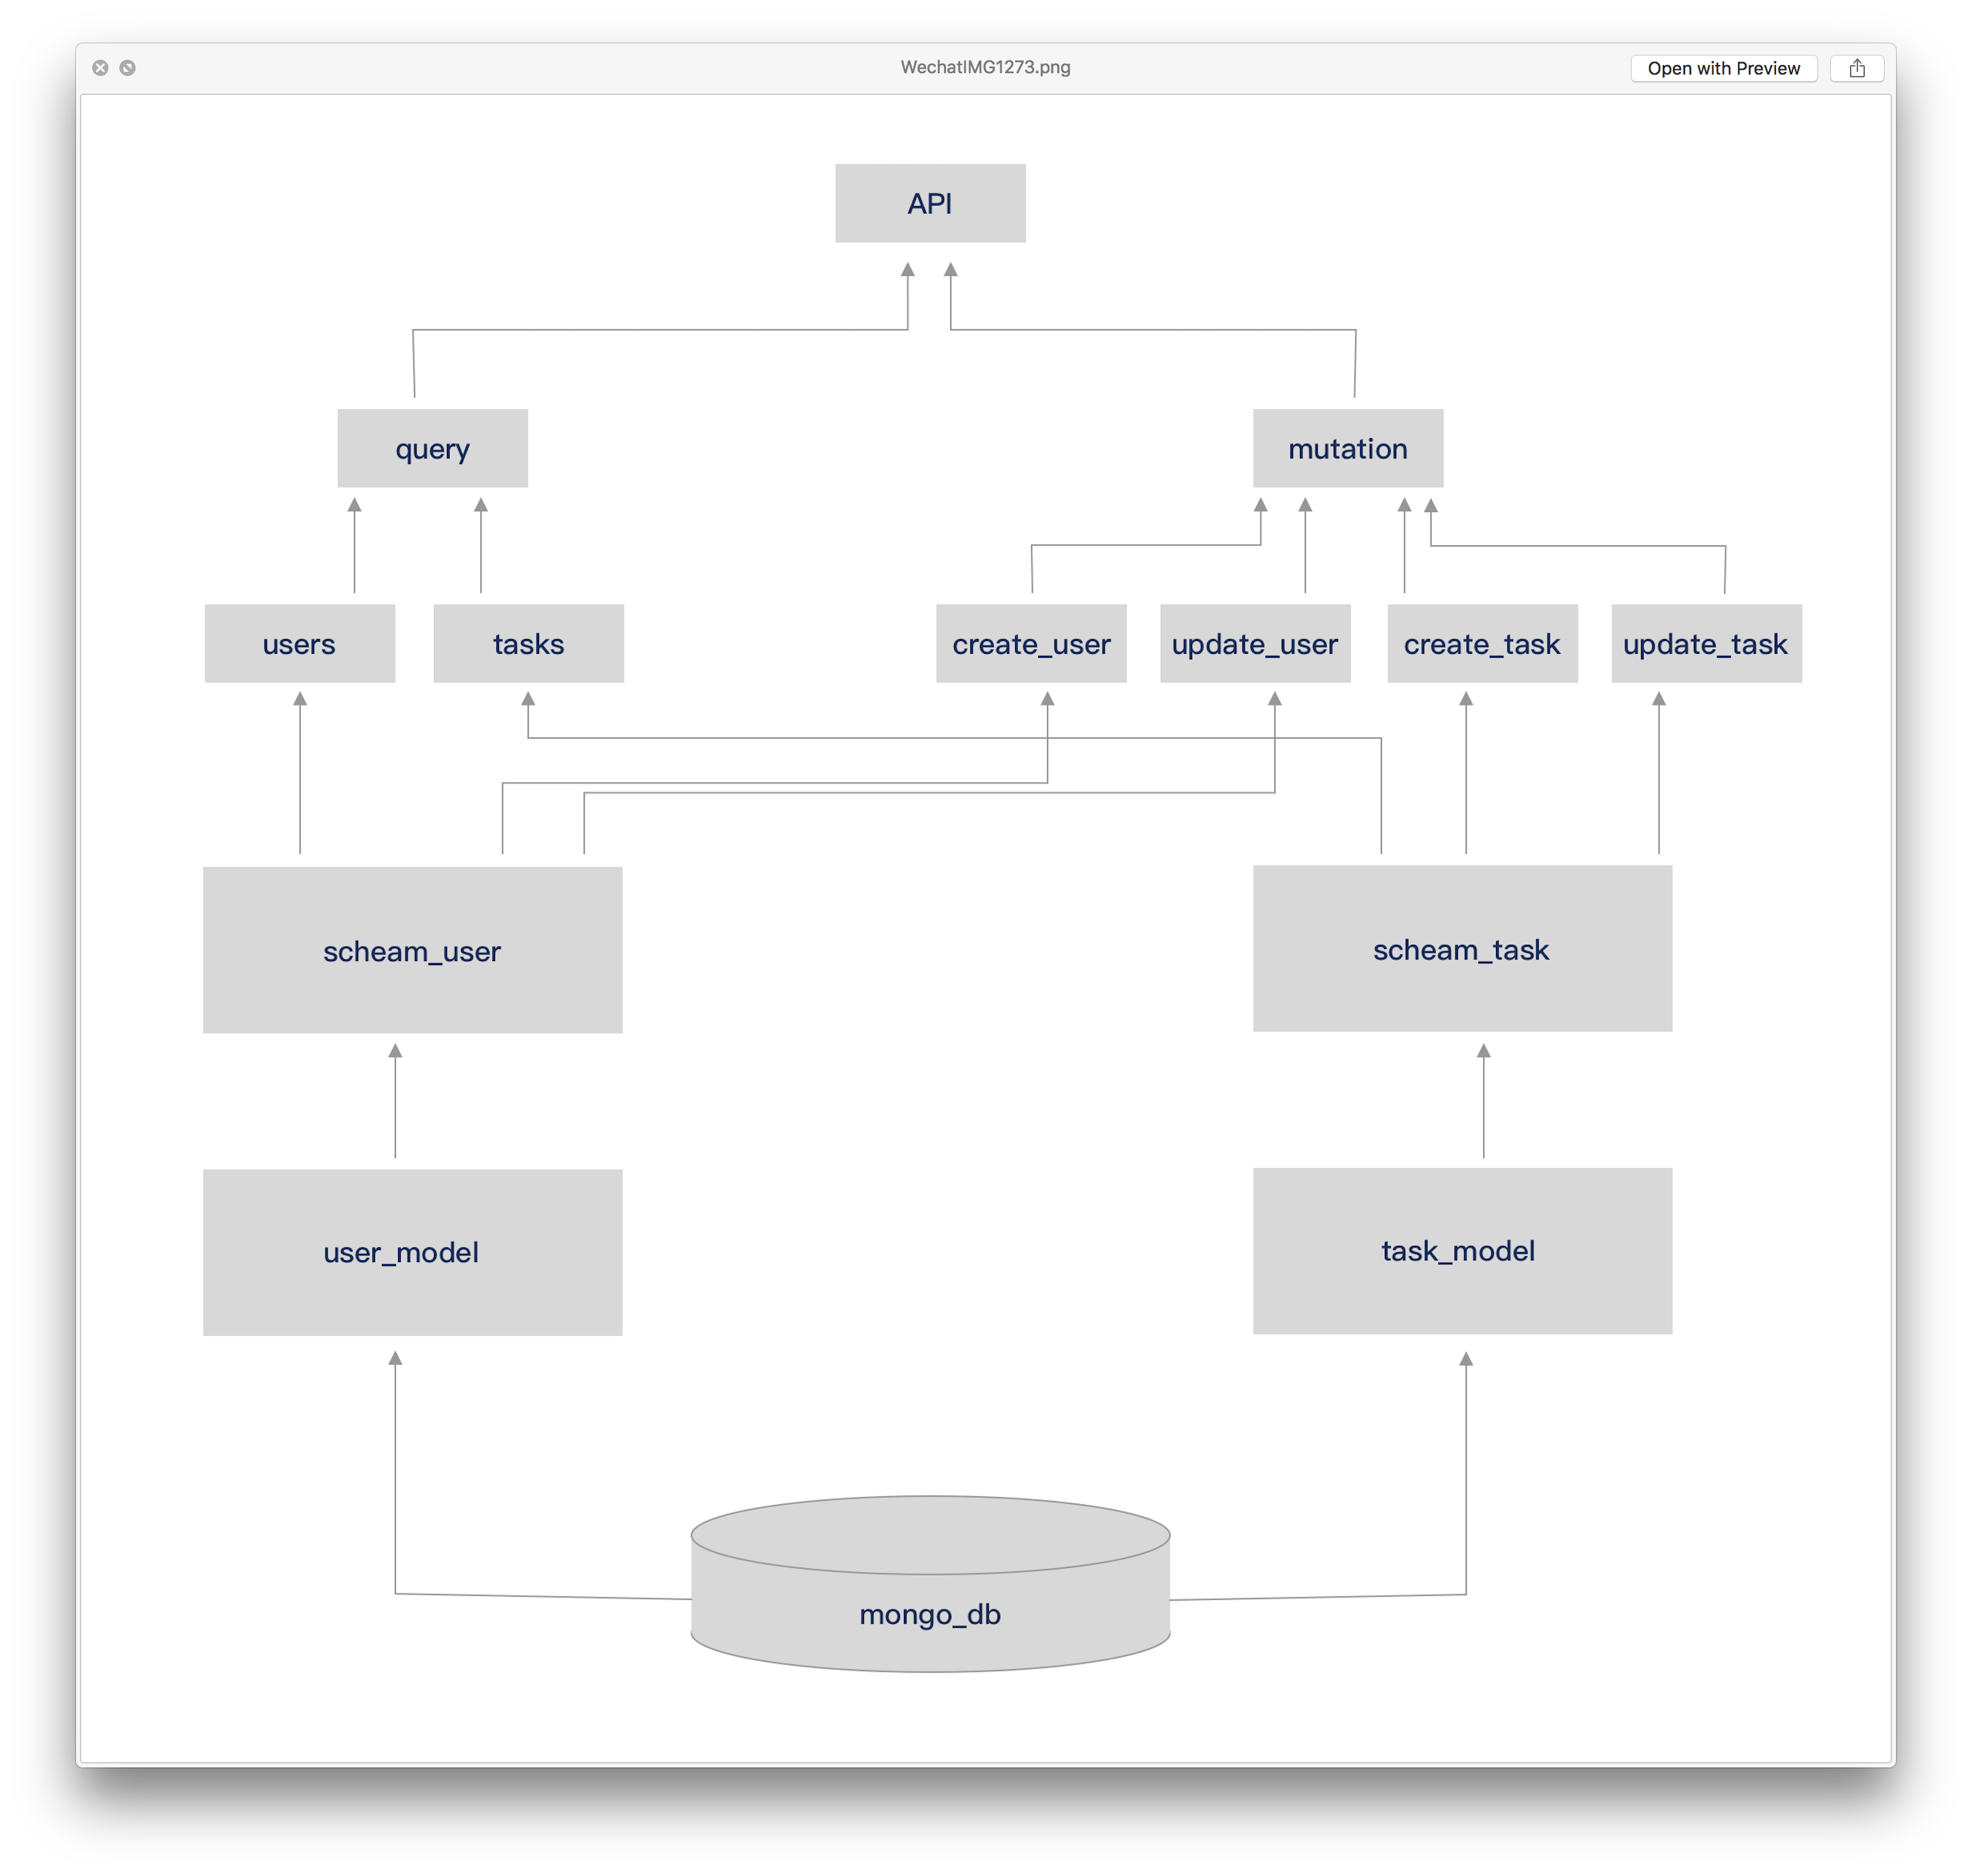 WechatIMG1273.png
Open with Preview
API
query
mutation
users
tasks
create_user
update_user
create_task
update_task
scheam_user
scheam_task
user_model
task_model
mongo_db